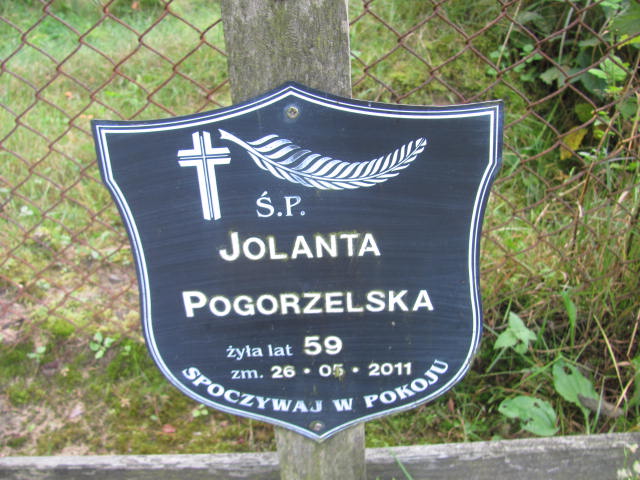 Ś.P.
JOLANTA
POGORZELSKA
żyła lat 59
zm. 26 • 05 • 2011
SPOCZYWAJ W POKOJU